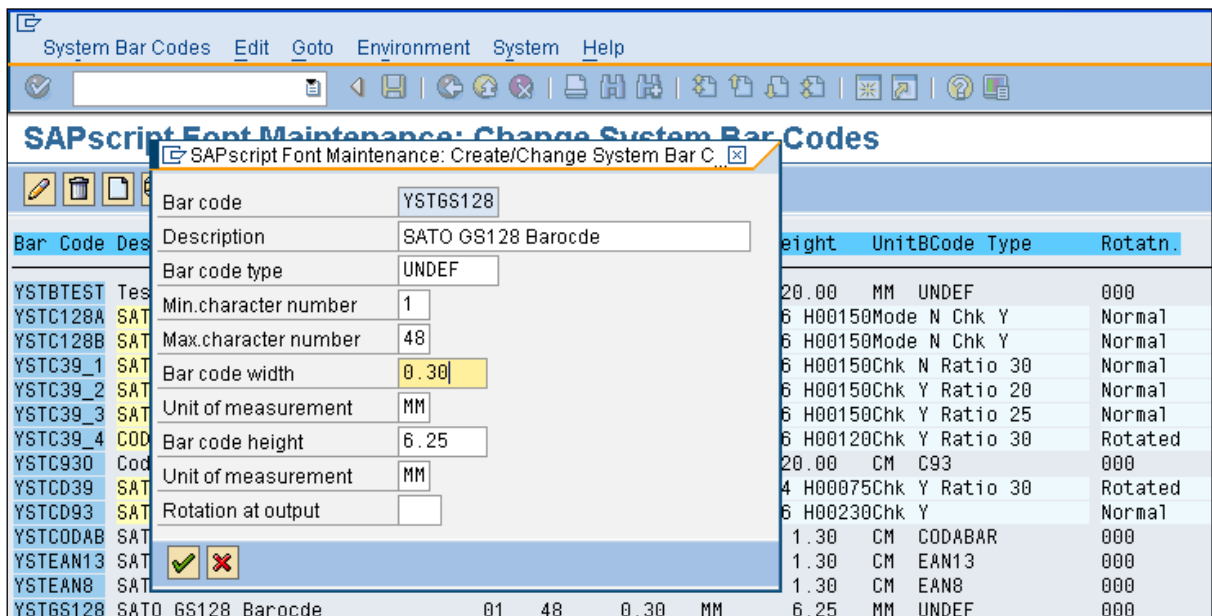 System Bar Codes Edit Goto Environment System Help
SAPscript Font Maintenance: Change System Bar Codes
SAPscript Font Maintenance: Create/Change System Bar C...
Bar code YSTGS128
Description SATO GS128 Barocde
Bar code type UNDEF
Min.character number 1
Max.character number 48
Bar code width 0.30
Unit of measurement MM
Bar code height 6.25
Unit of measurement MM
Rotation at output
Bar Code Des eight UnitBCode Type Rotatn.
YSTBTEST Tes 20.00 MM UNDEF 000
YSTC128A SAT 6 H00150Mode N Chk Y Normal
YSTC128B SAT 6 H00150Mode N Chk Y Normal
YSTC39_1 SAT 6 H00150Chk N Ratio 30 Normal
YSTC39_2 SAT 6 H00150Chk Y Ratio 20 Normal
YSTC39_3 SAT 6 H00150Chk Y Ratio 25 Normal
YSTC39_4 COD 6 H00120Chk Y Ratio 30 Rotated
YSTC930 Cod 20.00 CM C93 000
YSTCD39 SAT 4 H00075Chk Y Ratio 30 Rotated
YSTCD93 SAT 6 H00230Chk Y Normal
YSTCODAB SAT 1.30 CM CODABAR 000
YSTEAN13 SAT 1.30 CM EAN13 000
YSTEAN8 SAT 1.30 CM EAN8 000
YSTGS128 SATO GS128 Barocde 01 48 0.30 MM 6.25 MM UNDEF 000